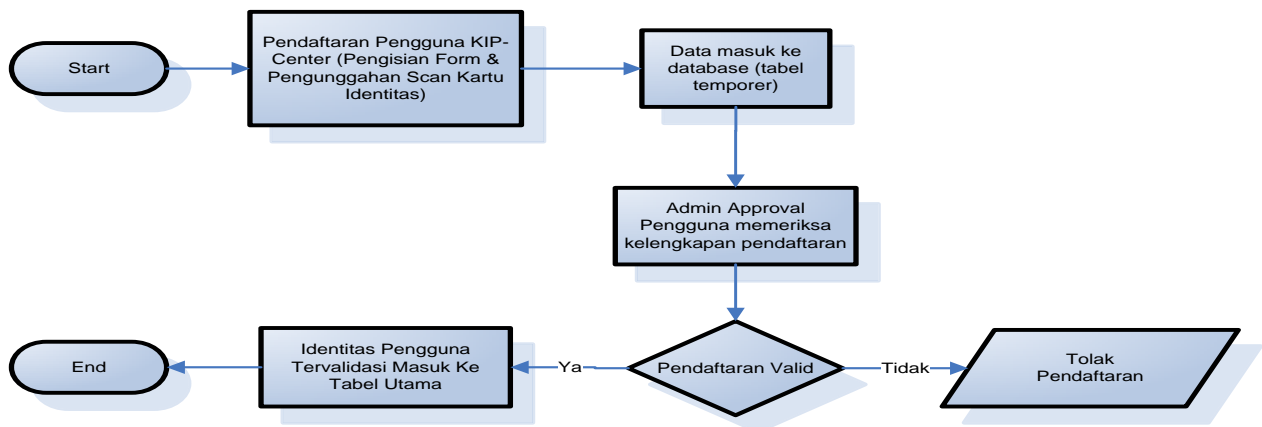 Start
Pendaftaran Pengguna KIP-
Center (Pengisian Form &
Pengunggahan Scan Kartu
Identitas)
Data masuk ke
database (tabel
temporer)
Admin Approval
Pengguna memeriksa
kelengkapan pendaftaran
Pendaftaran Valid
Tidak
Tolak
Pendaftaran
Ya
Identitas Pengguna
Tervalidasi Masuk Ke
Tabel Utama
End